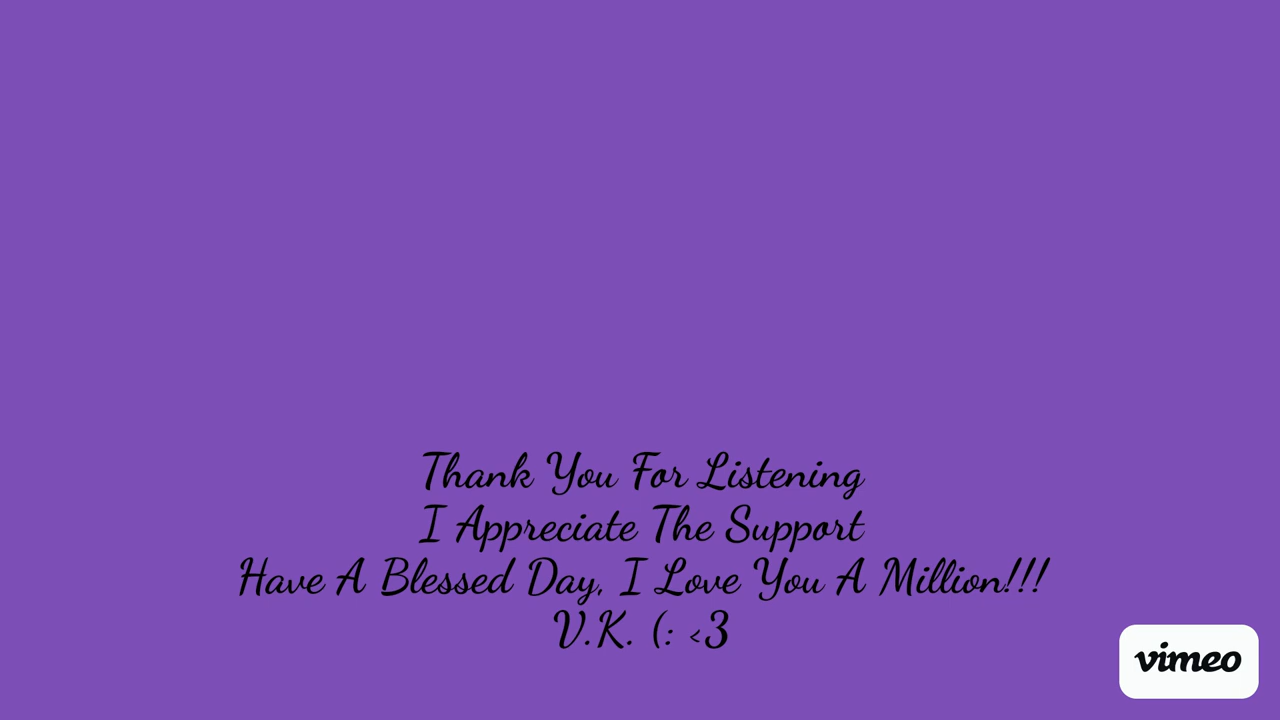 Thank You For Listening
I Appreciate The Support
Have A Blessed Day, I Love You A Million!!!
V.K. (: <3
vimeo